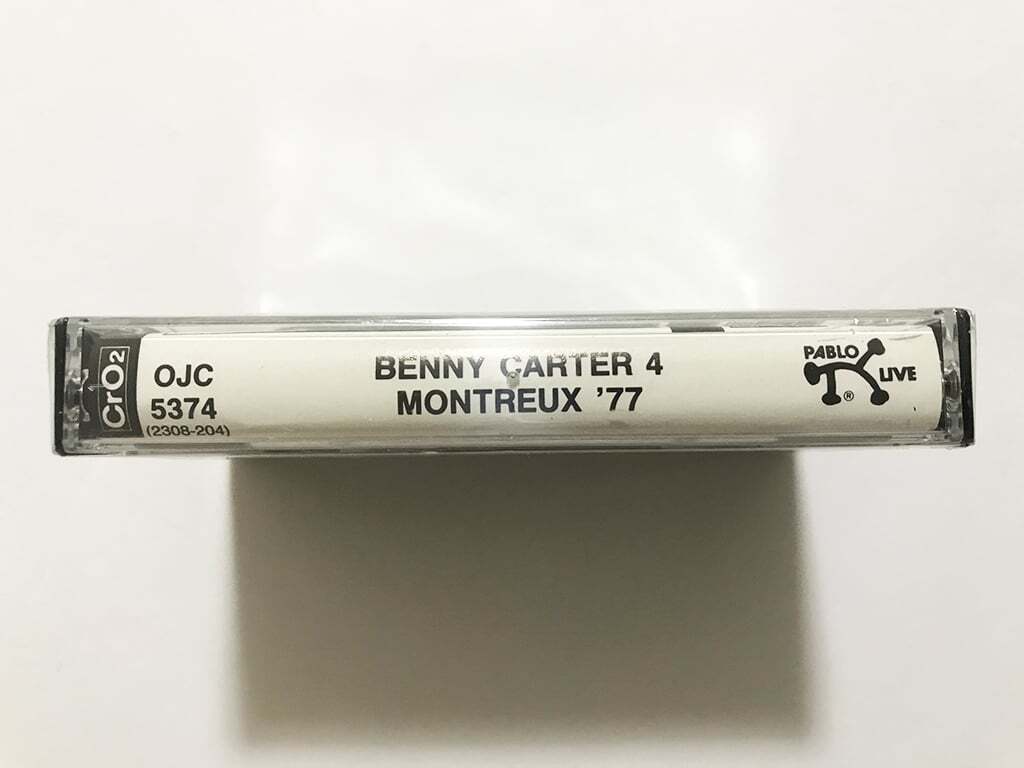 CrO2
OJC
5374
(2308-204)
BENNY CARTER 4
MONTREUX ’77
PABLO
LIVE
®